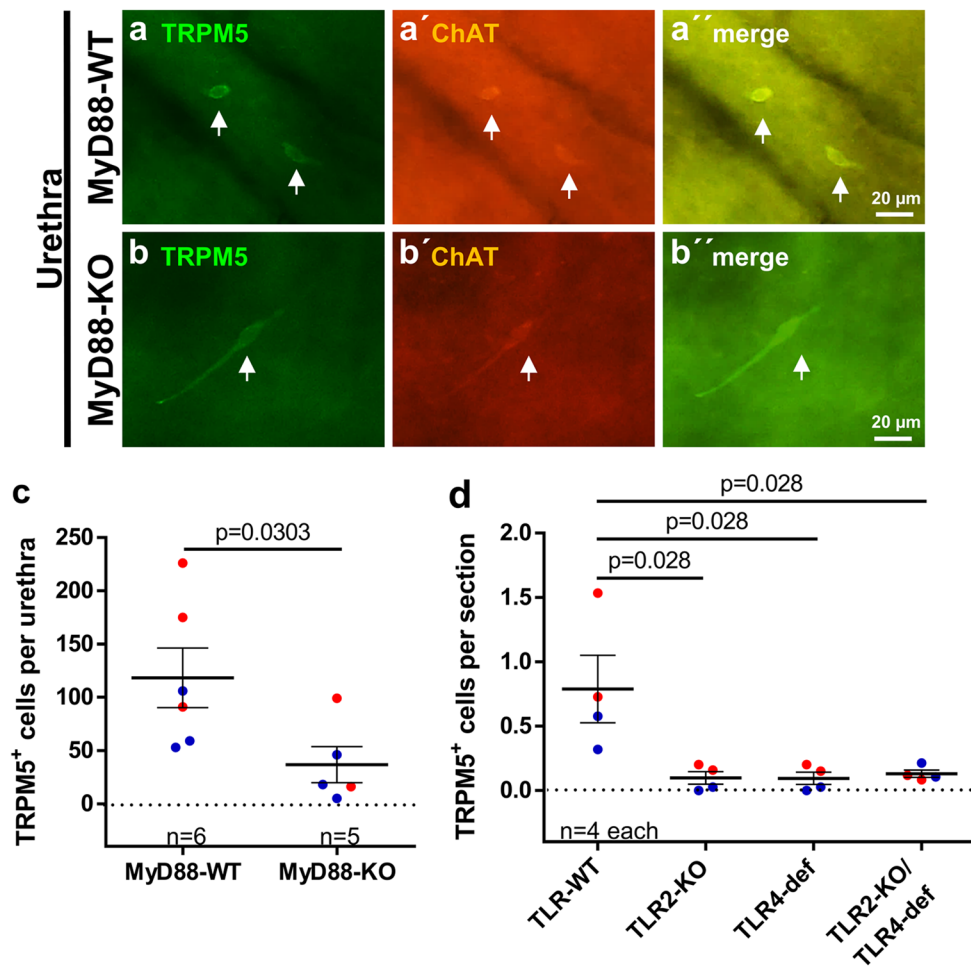 Urethra
MyD88-WT
a TRPM5
a´ ChAT
a´´ merge
20 µm
MyD88-KO
b TRPM5
b´ ChAT
b´´ merge
20 µm
c
TRPM5⁺ cells per urethra
p=0.0303
250
200
150
100
50
0
n=6
n=5
MyD88-WT
MyD88-KO
d
TRPM5⁺ cells per section
p=0.028
p=0.028
p=0.028
2.0
1.5
1.0
0.5
0.0
n=4 each
TLR-WT
TLR2-KO
TLR4-def
TLR2-KO/
TLR4-def